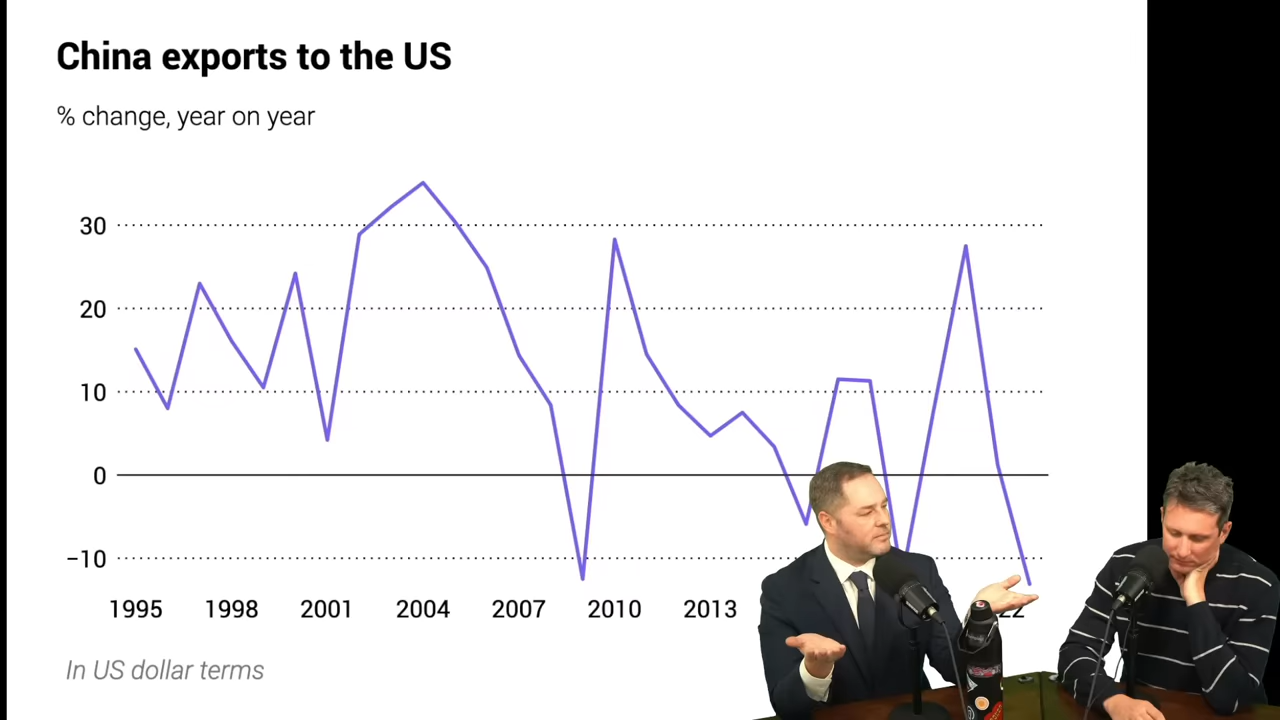 China exports to the US
% change, year on year
30
20
10
0
−10
1995 1998 2001 2004 2007 2010 2013
In US dollar terms